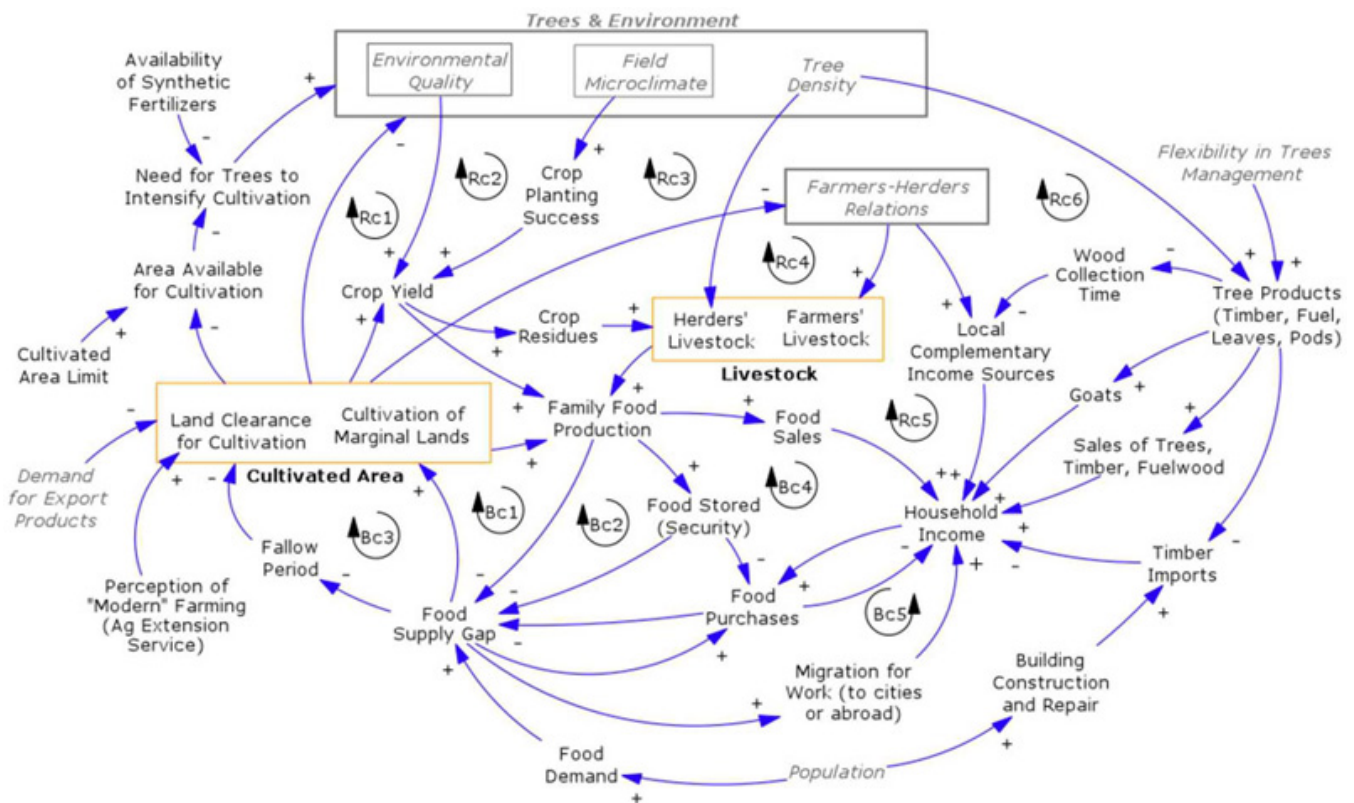 Trees & Environment
Availability
of Synthetic
Fertilizers
Environmental
Quality
Field
Microclimate
Tree
Density
+
-
-
Need for Trees to
Intensify Cultivation
Rc1
Rc2
+
Crop
Planting
Success
Rc3
-
Farmers-Herders
Relations
Rc6
Flexibility in Trees
Management
-
Area Available
for Cultivation
+
-
Cultivated
Area Limit
+
+
Crop Yield
+
+
Crop
Residues
+
Rc4
+
Herders'
Livestock
Farmers'
Livestock
Livestock
+
-
Local
Complementary
Income Sources
Wood
Collection
Time
-
+
+
Tree Products
(Timber, Fuel,
Leaves, Pods)
-
Land Clearance
for Cultivation
Cultivation of
Marginal Lands
Cultivated Area
Demand
for Export
Products
+
-
+
+
+
+
Family Food
Production
+
Food
Sales
Rc5
Goats
+
+
Sales of Trees,
Timber, Fuelwood
Bc3
Bc1
Bc2
+
Food Stored
(Security)
Bc4
++
+
Household
Income
+
-
-
+
Timber
Imports
-
+
Perception of
"Modern" Farming
(Ag Extension
Service)
Fallow
Period
-
-
-
Food
Supply Gap
-
+
-
Food
Purchases
+
+
Bc5
+
Migration for
Work (to cities
or abroad)
Building
Construction
and Repair
+
Food
Demand
+
Population